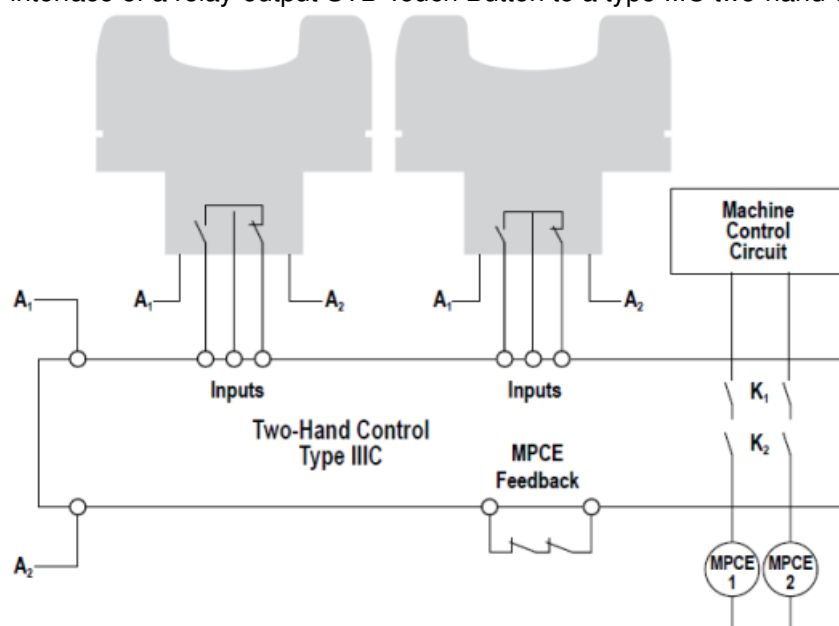 Machine
Control
Circuit
A₁
A₁
A₂
A₁
A₂
Inputs
Inputs
K₁
Two-Hand Control
Type IIIC
K₂
MPCE
Feedback
A₂
MPCE
1
MPCE
2